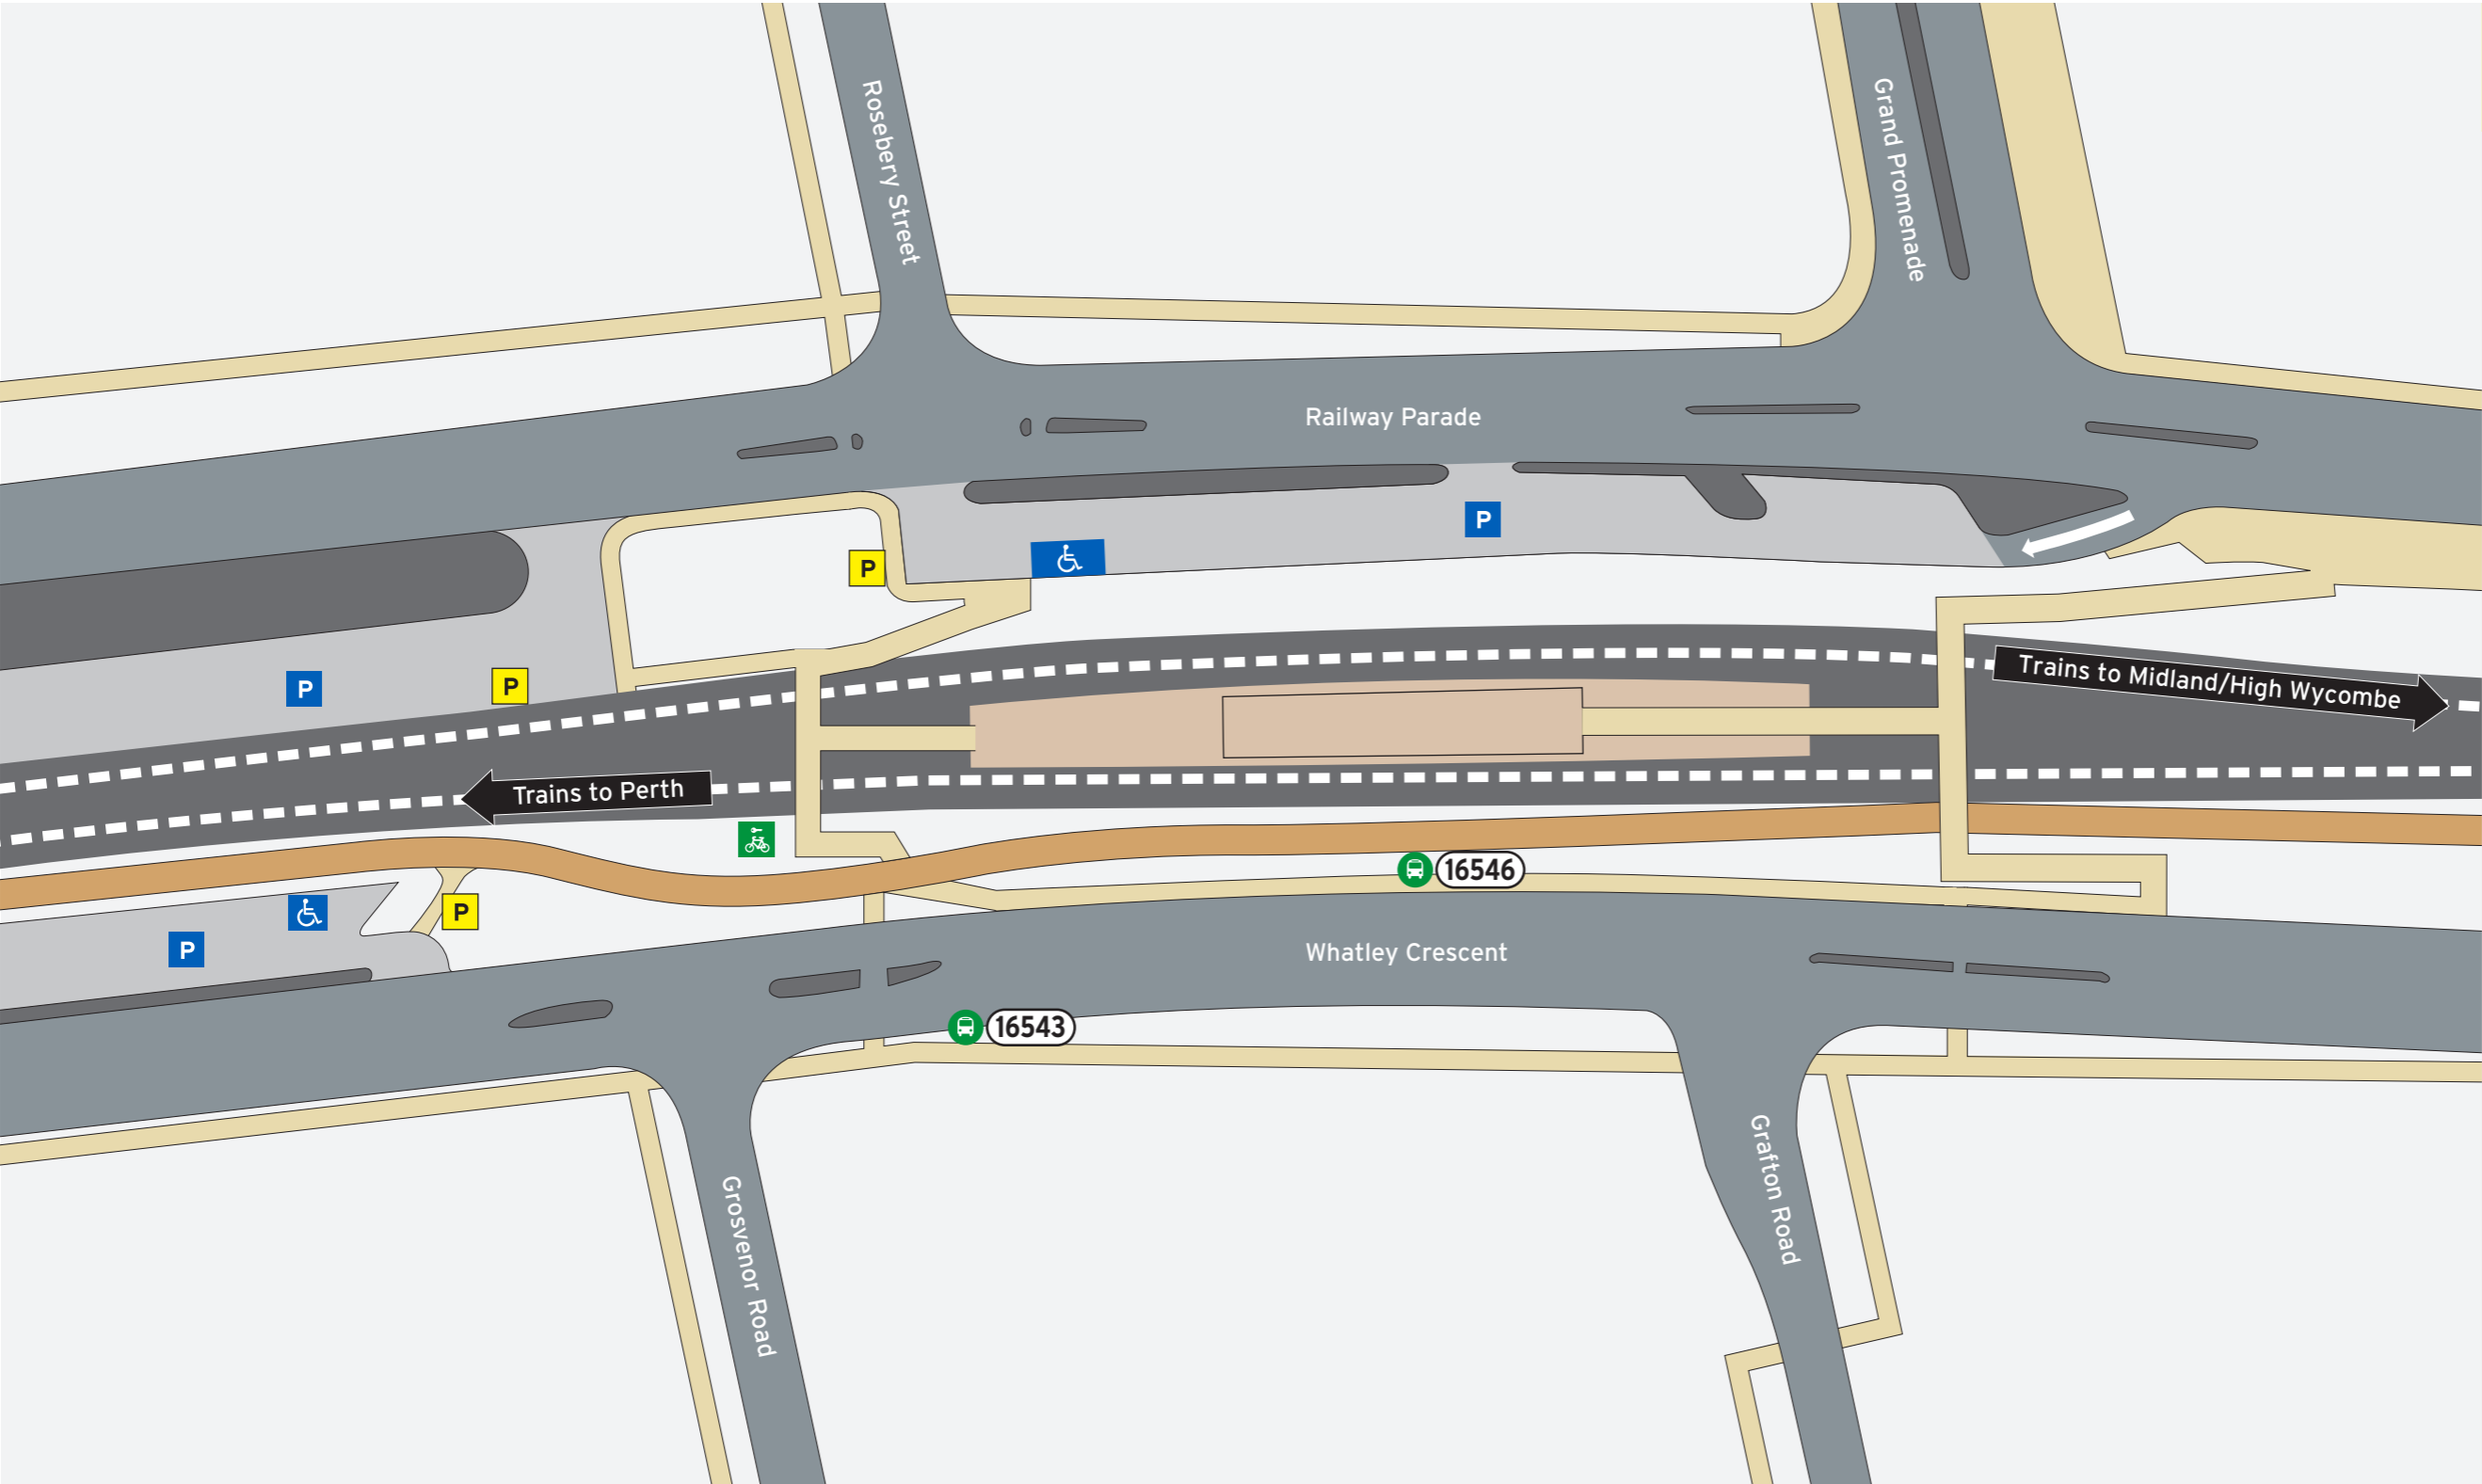 Rosebery Street
Grand Promenade
Railway Parade
P
P
P
P
Trains to Midland/High Wycombe
Trains to Perth
16546
P
P
Whatley Crescent
16543
Grafton Road
Grosvenor Road